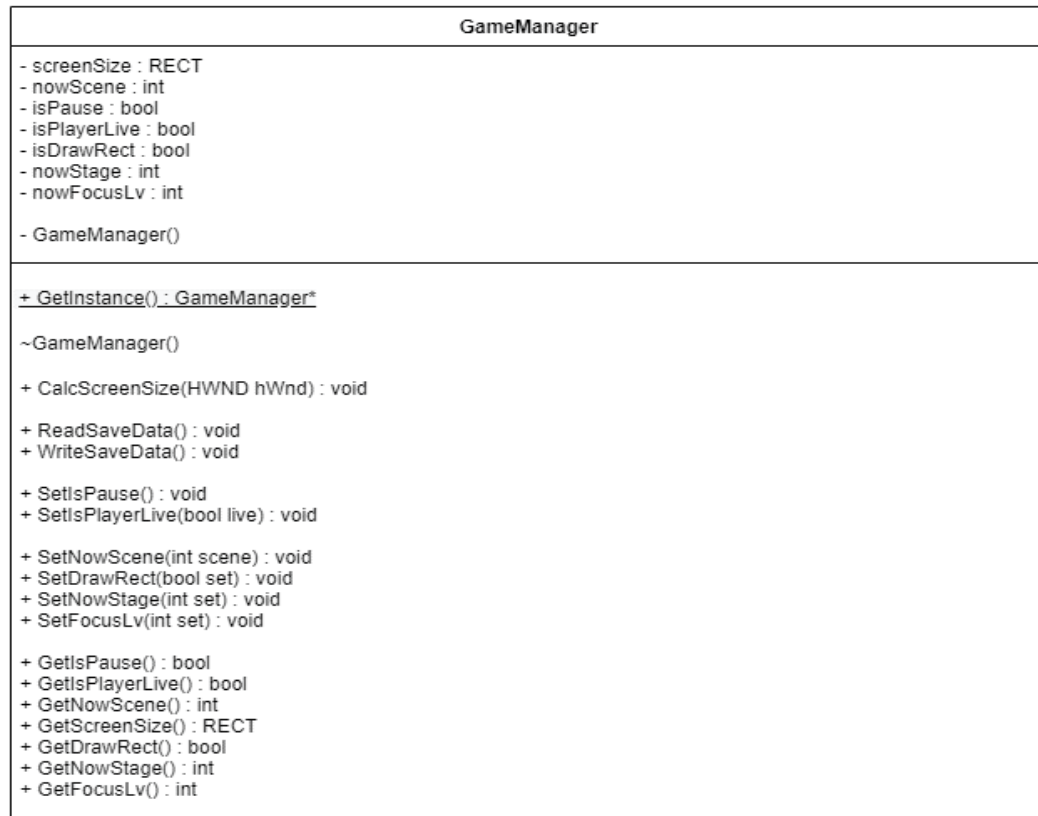 GameManager
- screenSize : RECT
- nowScene : int
- isPause : bool
- isPlayerLive : bool
- isDrawRect : bool
- nowStage : int
- nowFocusLv : int
- GameManager()
+ GetInstance() : GameManager*
~GameManager()
+ CalcScreenSize(HWND hWnd) : void
+ ReadSaveData() : void
+ WriteSaveData() : void
+ SetIsPause() : void
+ SetIsPlayerLive(bool live) : void
+ SetNowScene(int scene) : void
+ SetDrawRect(bool set) : void
+ SetNowStage(int set) : void
+ SetFocusLv(int set) : void
+ GetIsPause() : bool
+ GetIsPlayerLive() : bool
+ GetNowScene() : int
+ GetScreenSize() : RECT
+ GetDrawRect() : bool
+ GetNowStage() : int
+ GetFocusLv() : int